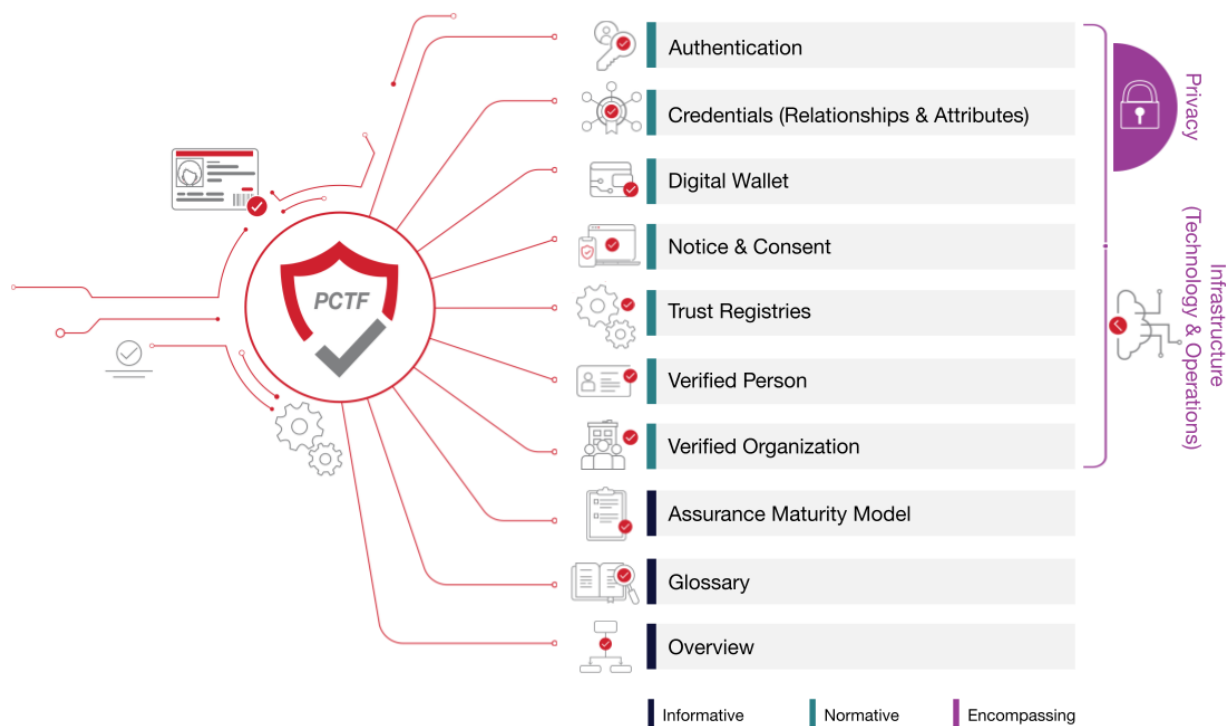 PCTF
Authentication
Credentials (Relationships & Attributes)
Digital Wallet
Notice & Consent
Trust Registries
Verified Person
Verified Organization
Assurance Maturity Model
Glossary
Overview
Privacy
Infrastructure
(Technology & Operations)
Informative
Normative
Encompassing